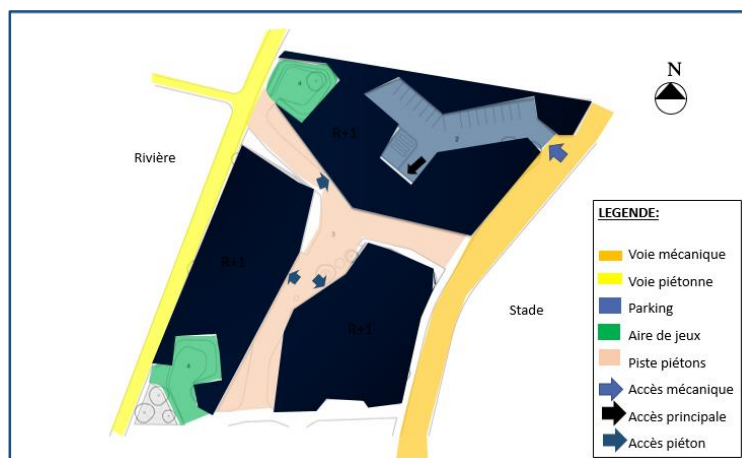 N
Rivière
R+1
R+1
R+1
Stade
LEGENDE:
Voie mécanique
Voie piétonne
Parking
Aire de jeux
Piste piétons
Accès mécanique
Accès principale
Accès piéton